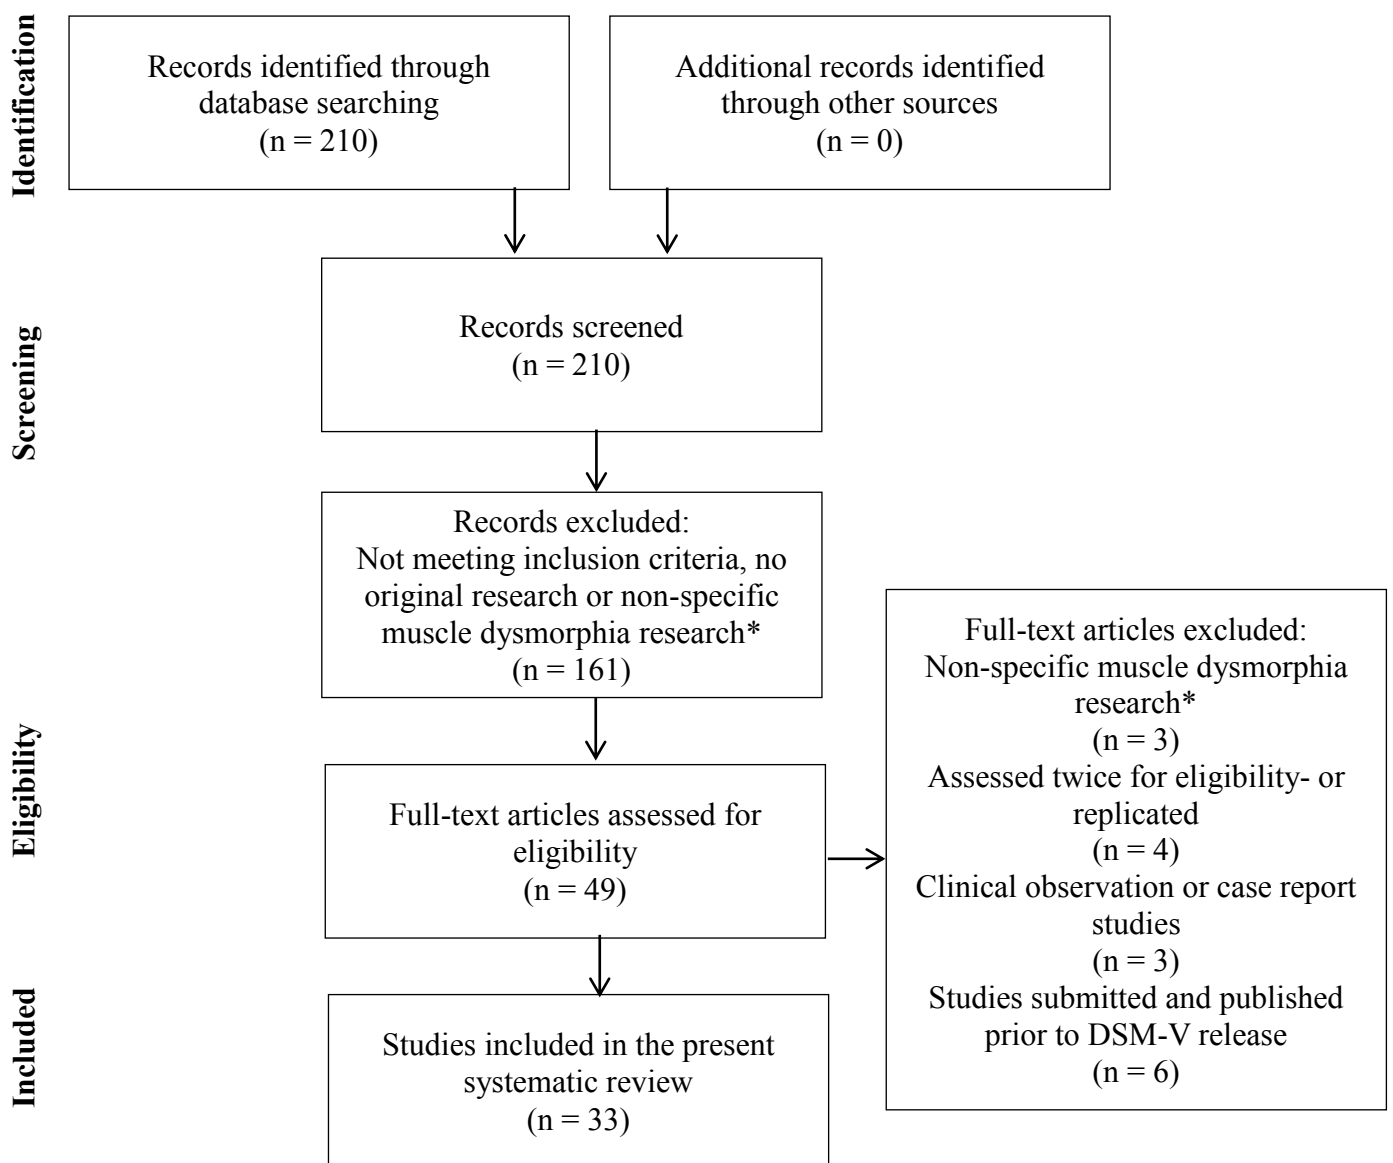 Identification
Records identified through
database searching
(n = 210)
Additional records identified
through other sources
(n = 0)
Screening
Records screened
(n = 210)
Records excluded:
Not meeting inclusion criteria, no
original research or non-specific
muscle dysmorphia research*
(n = 161)
Eligibility
Full-text articles assessed for
eligibility
(n = 49)
Full-text articles excluded:
Non-specific muscle dysmorphia
research*
(n = 3)
Assessed twice for eligibility- or
replicated
(n = 4)
Clinical observation or case report
studies
(n = 3)
Studies submitted and published
prior to DSM-V release
(n = 6)
Included
Studies included in the present
systematic review
(n = 33)